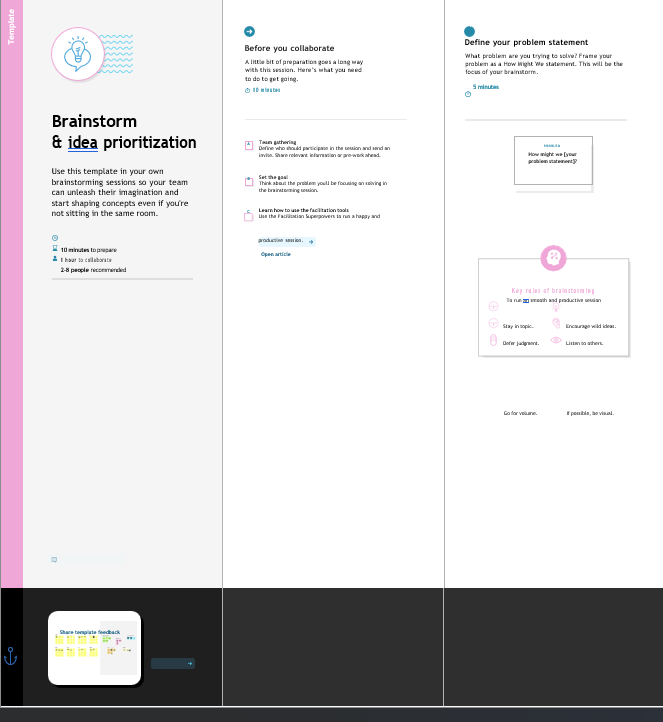 Template
Brainstorm
& idea prioritization
Use this template in your own
brainstorming sessions so your team
can unleash their imagination and
start shaping concepts even if you're
not sitting in the same room.
10 minutes to prepare
1 hour to collaborate
2-8 people recommended
Share template feedback
Before you collaborate
A little bit of preparation goes a long way
with this session. Here's what you need
to do to get going.
10 minutes
A
Team gathering
Define who should participate in the session and send an
invite. Share relevant information or pre-work ahead.
B
Set the goal
Think about the problem you'll be focusing on solving in
the brainstorming session.
C
Learn how to use the facilitation tools
Use the Facilitation Superpowers to run a happy and
productive session.
Open article
Define your problem statement
What problem are you trying to solve? Frame your
problem as a How Might We statement. This will be the
focus of your brainstorm.
5 minutes
PROBLEM
How might we [your
problem statement]?
Key rules of brainstorming
To run an smooth and productive session
Stay in topic.
Encourage wild ideas.
Defer judgment.
Listen to others.
Go for volume.
If possible, be visual.